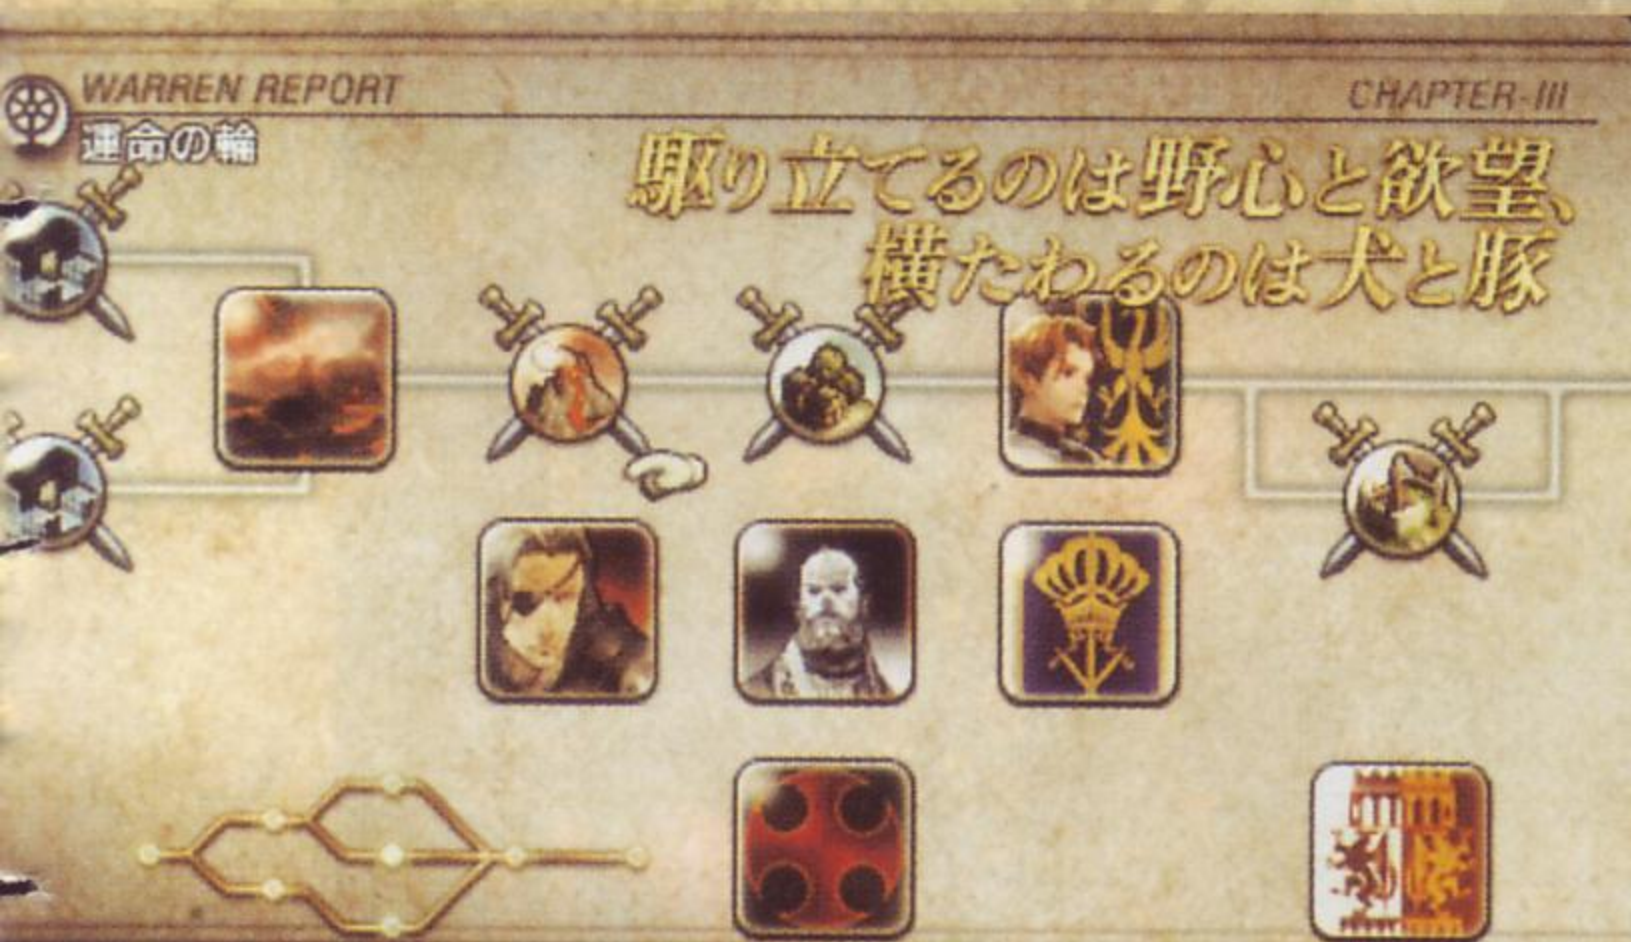 WARREN REPORT
CHAPTER-III
運命の輪
駆り立てるのは野心と欲望、
横たわるのは犬と豚